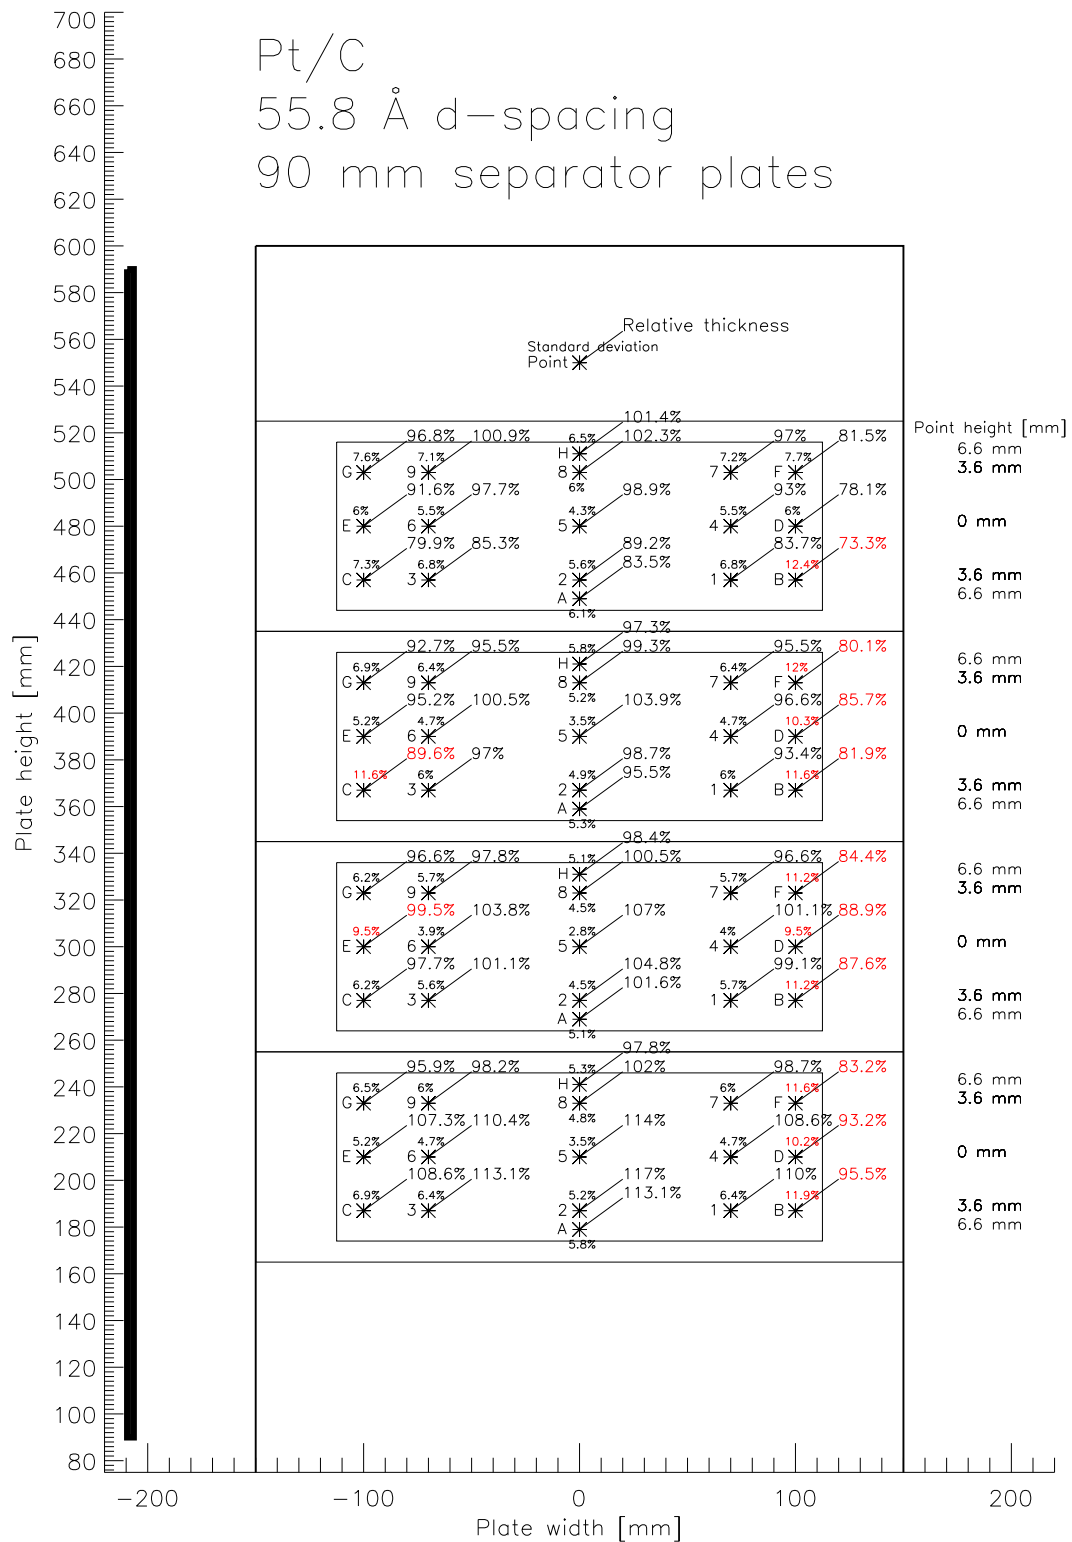 Pt/C
55.8 Å d-spacing
90 mm separator plates
700
680
660
640
620
600
580
560
540
520
500
480
460
440
420
400
380
360
340
320
300
280
260
240
220
200
180
160
140
120
100
80
Plate height [mm]
Relative thickness
Standard deviation
Point
Point height [mm]
101.4%
96.8% 100.9% 6.5% 102.3% 97% 81.5%
7.6% 7.1% H 7.2% 7.7%
G 9 8 7 F
6%
91.6% 97.7% 98.9% 93% 78.1%
6% 5.5% 4.3% 5.5% 6%
E 6 5 4 D
79.9% 85.3% 89.2% 83.7% 73.3%
7.3% 6.8% 5.6% 83.5% 6.8% 12.4%
C 3 2 1 B
A
6.1%
6.6 mm
3.6 mm
0 mm
3.6 mm
6.6 mm
97.3%
92.7% 95.5% 5.8% 99.3% 95.5% 80.1%
6.9% 6.4% H 6.4% 12%
G 9 8 7 F
5.2%
95.2% 100.5% 103.9% 96.6% 85.7%
5.2% 4.7% 3.5% 4.7% 10.3%
E 6 5 4 D
89.6% 97% 98.7% 93.4% 81.9%
11.6% 6% 4.9% 95.5% 6% 11.6%
C 3 2 1 B
A
5.3%
6.6 mm
3.6 mm
0 mm
3.6 mm
6.6 mm
98.4%
96.6% 97.8% 5.1% 100.5% 96.6% 84.4%
6.2% 5.7% H 5.7% 11.2%
G 9 8 7 F
4.5%
99.5% 103.8% 107% 101.1% 88.9%
9.5% 3.9% 2.8% 4% 9.5%
E 6 5 4 D
97.7% 101.1% 104.8% 99.1% 87.6%
6.2% 5.6% 4.5% 101.6% 5.7% 11.2%
C 3 2 1 B
A
5.1%
6.6 mm
3.6 mm
0 mm
3.6 mm
6.6 mm
97.8%
95.9% 98.2% 5.3% 102% 98.7% 83.2%
6.5% 6% H 6% 11.6%
G 9 8 7 F
4.8%
107.3% 110.4% 114% 108.6% 93.2%
5.2% 4.7% 3.5% 4.7% 10.2%
E 6 5 4 D
108.6% 113.1% 117% 110% 95.5%
6.9% 6.4% 5.2% 113.1% 6.4% 11.9%
C 3 2 1 B
A
5.8%
6.6 mm
3.6 mm
0 mm
3.6 mm
6.6 mm
-200 -100 0 100 200
Plate width [mm]